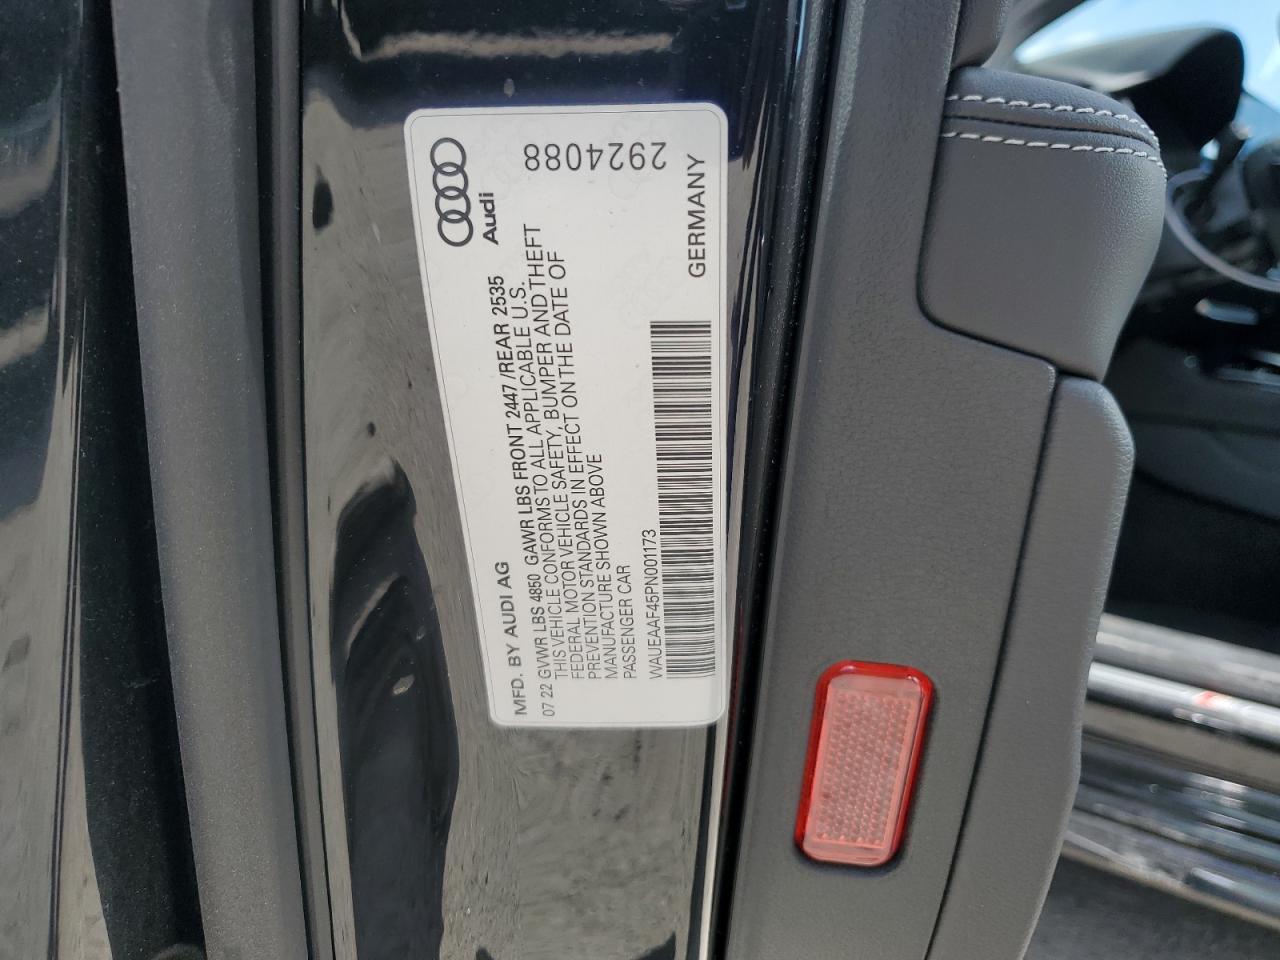 Audi
2924088
MFD. BY AUDI AG
07 22 GVWR LBS 4850 GAWR LBS FRONT 2447 /REAR 2535
THIS VEHICLE CONFORMS TO ALL APPLICABLE U.S.
FEDERAL MOTOR VEHICLE SAFETY, BUMPER AND THEFT
PREVENTION STANDARDS IN EFFECT ON THE DATE OF
MANUFACTURE SHOWN ABOVE
PASSENGER CAR
WAUEAAF45PN001173
GERMANY